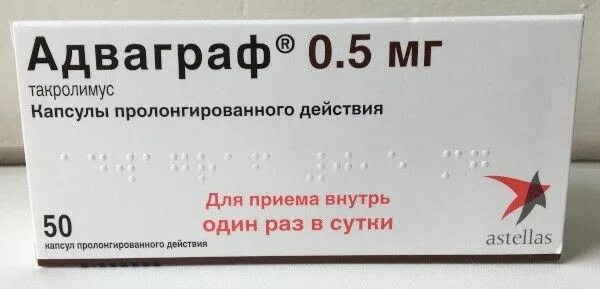 Адваграф® 0.5 мг
такролимус
Капсулы пролонгированного действия
Для приема внутрь
один раз в сутки
50
капсул пролонгированного действия
astellas